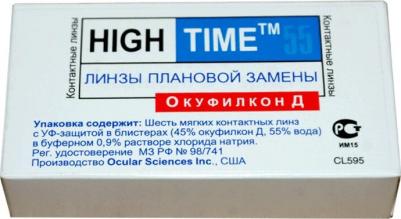 Контактные линзы
HIGH TIME™ 55
Контактные линзы
ЛИНЗЫ ПЛАНОВОЙ ЗАМЕНЫ
ОКУФИЛКОН Д
Упаковка содержит: Шесть мягких контактных линз
с УФ-защитой в блистерах (45% окуфилкон Д, 55% вода)
в буферном 0,9% растворе хлорида натрия.
Рег. удостоверение МЗ РФ № 98/741
Производство Ocular Sciences Inc., США
РС
ИМ15
CL595